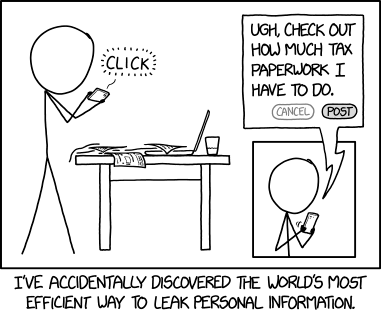 CLICK
UGH, CHECK OUT
HOW MUCH TAX
PAPERWORK I
HAVE TO DO.
CANCEL POST
I'VE ACCIDENTALLY DISCOVERED THE WORLD'S MOST
EFFICIENT WAY TO LEAK PERSONAL INFORMATION.